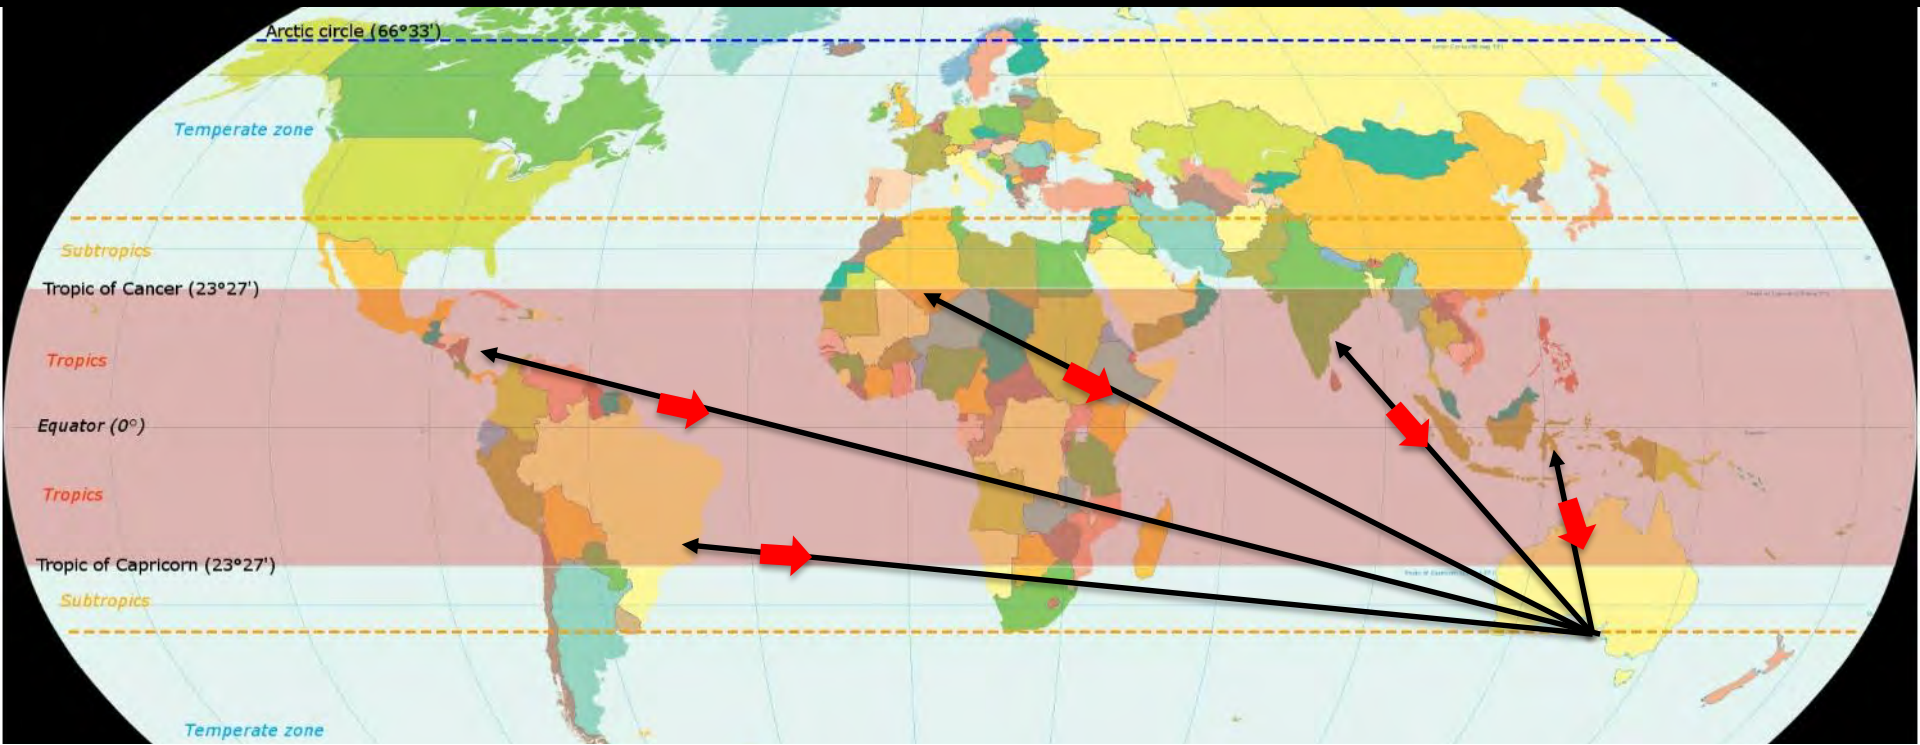 Arctic circle (66°33')
Temperate zone
Subtropics
Tropic of Cancer (23°27')
Tropics
Equator (0°)
Tropics
Tropic of Capricorn (23°27')
Subtropics
Temperate zone